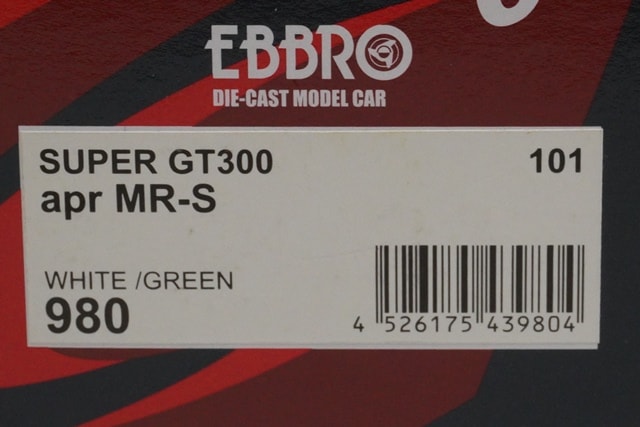 EBBRO
DIE-CAST MODEL CAR
SUPER GT300 101
apr MR-S
WHITE /GREEN
980
4 526175 439804